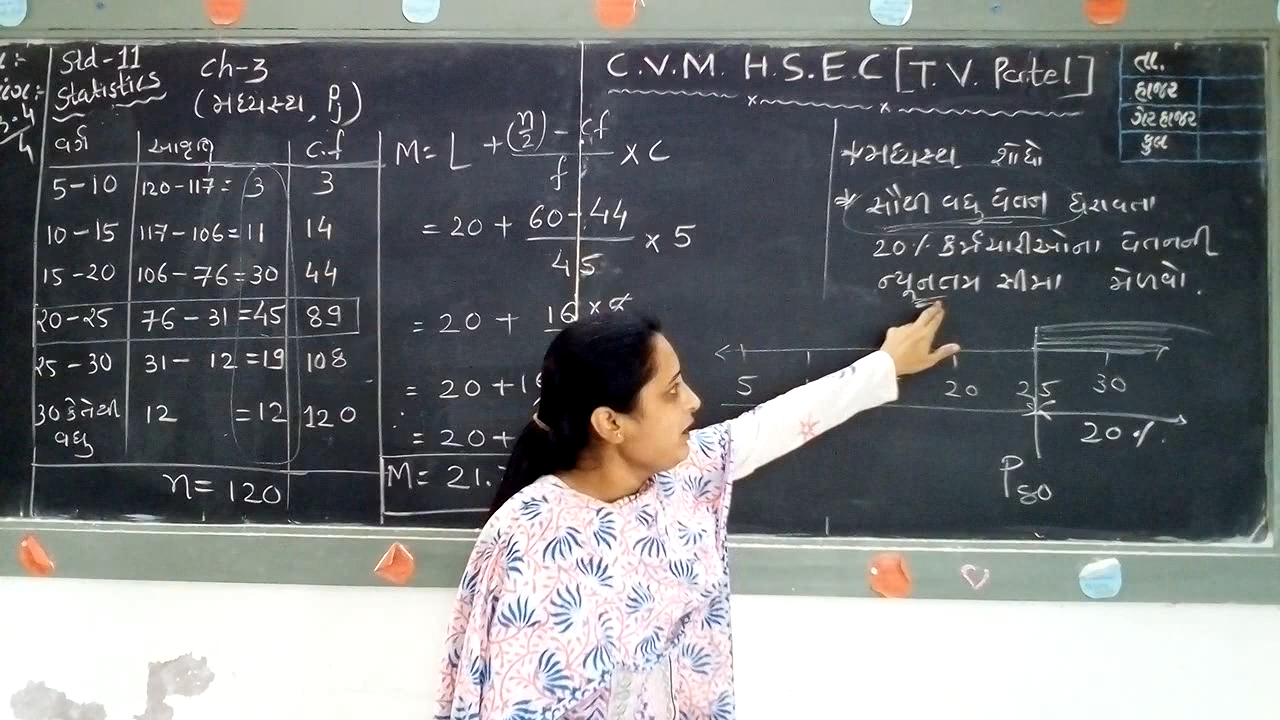 Std-11
Statistics
ch-3
(મધ્યસ્થ, Pj)
વર્ગ આવૃત્તિ c.f
5-10 120-117= 3 3
10-15 117-106=11 14
15-20 106-76=30 44
20-25 76-31=45 89
25-30 31-12=19 108
30 કે તેથી વધુ 12 =12 120
n=120
M= L + (n/2) - cf / f × c
= 20 + 60-44 / 45 × 5
= 20 + 16 ×
= 20+
= 20+
M= 21.
C.V.M. H.S.E.C [T.V. Patel]
તા.
હાજર
ગેરહાજર
કુલ
* મધ્યસ્થ શોધો
* સૌથી વધુ વેતન ધરાવતા
20% કર્મચારીઓના વેતનની
ન્યૂનતમ સીમા મેળવો.
5 20 25 30
20%
P80